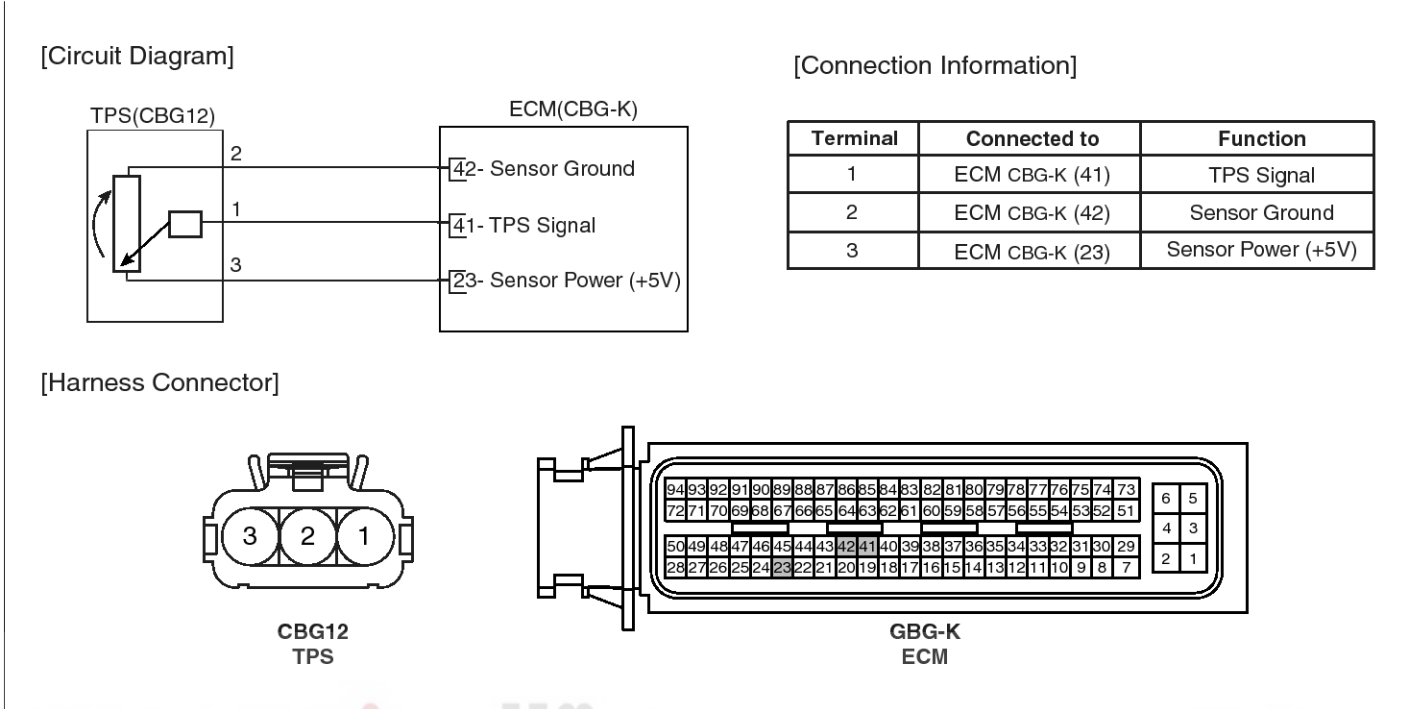 [Circuit Diagram]
[Connection Information]
TPS(CBG12)
ECM(CBG-K)
2
42- Sensor Ground
1
41- TPS Signal
3
23- Sensor Power (+5V)
Terminal Connected to Function
1 ECM CBG-K (41) TPS Signal
2 ECM CBG-K (42) Sensor Ground
3 ECM CBG-K (23) Sensor Power (+5V)
[Harness Connector]
3 2 1
CBG12
TPS
94 93 92 91 90 89 88 87 86 85 84 83 82 81 80 79 78 77 76 75 74 73
72 71 70 69 68 67 66 65 64 63 62 61 60 59 58 57 56 55 54 53 52 51
50 49 48 47 46 45 44 43 42 41 40 39 38 37 36 35 34 33 32 31 30 29
28 27 26 25 24 23 22 21 20 19 18 17 16 15 14 13 12 11 10 9 8 7
6 5
4 3
2 1
GBG-K
ECM